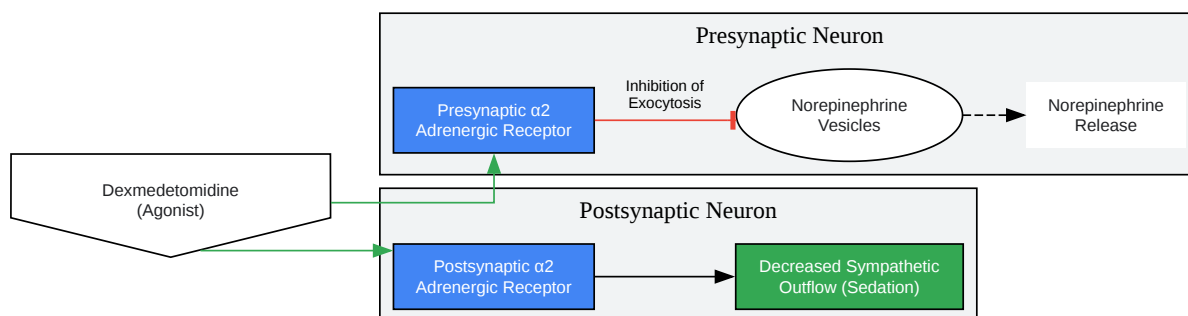 Presynaptic Neuron
Inhibition of
Exocytosis
Presynaptic α2
Adrenergic Receptor
Norepinephrine
Vesicles
Norepinephrine
Release
Dexmedetomidine
(Agonist)
Postsynaptic Neuron
Postsynaptic α2
Adrenergic Receptor
Decreased Sympathetic
Outflow (Sedation)